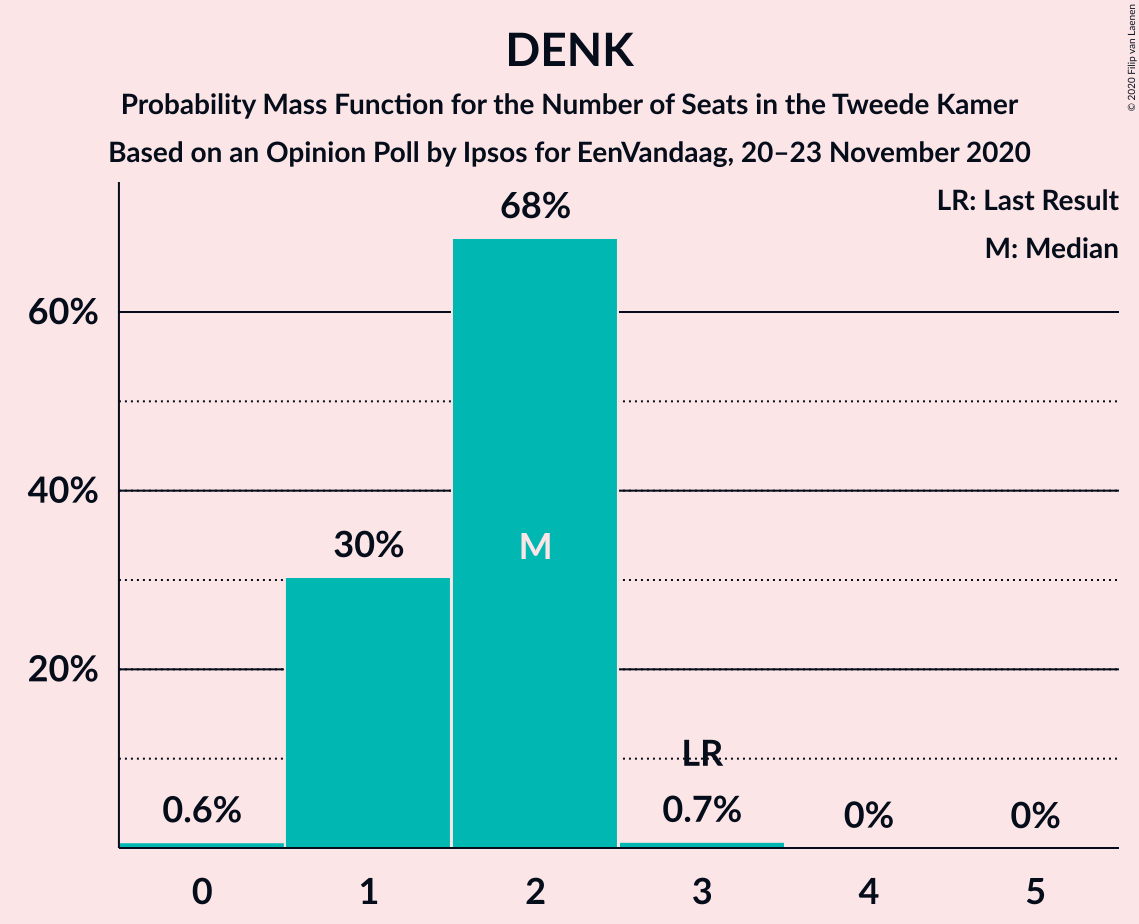 DENK
Probability Mass Function for the Number of Seats in the Tweede Kamer
Based on an Opinion Poll by Ipsos for EenVandaag, 20–23 November 2020
© 2020 Filip van Laenen
LR: Last Result
M: Median
60%
40%
20%
0.6%
30%
68%
M
LR
0.7%
0%
0%
0
1
2
3
4
5